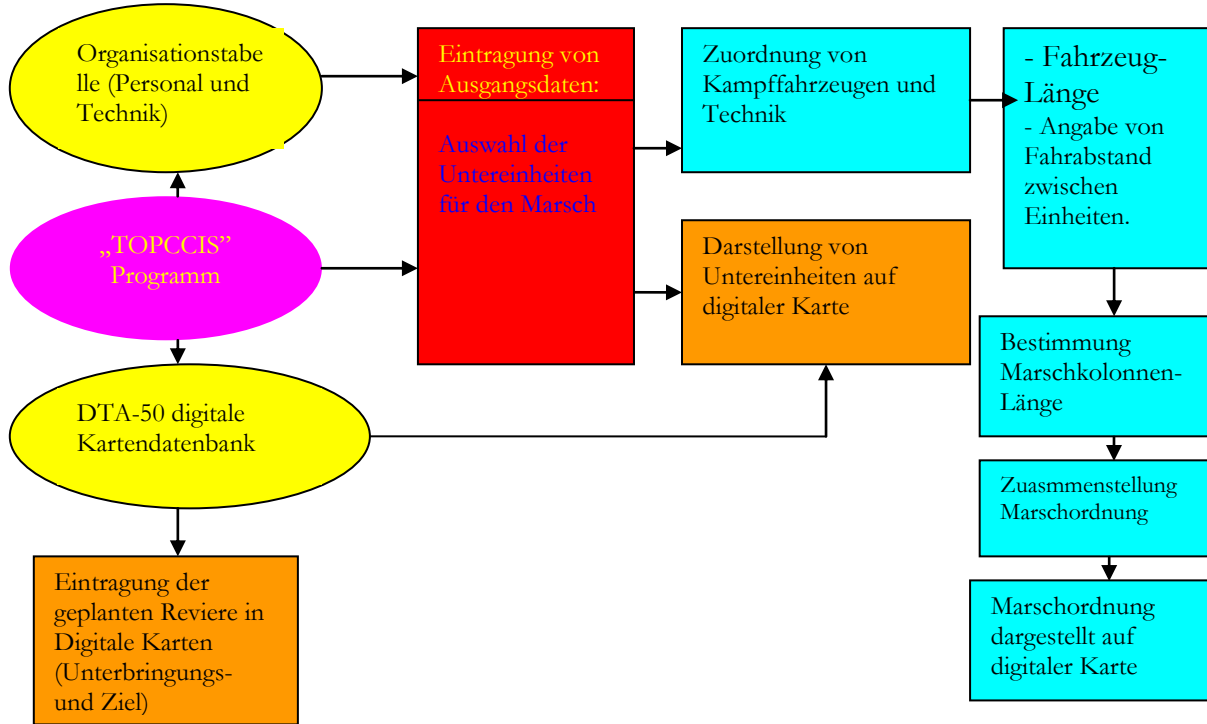 Organisationstabe
lle (Personal und
Technik)
Eintragung von
Ausgangsdaten:
Auswahl der
Untereinheiten
für den Marsch
Zuordnung von
Kampffahrzeugen und
Technik
- Fahrzeug-
Länge
- Angabe von
Fahrabstand
zwischen
Einheiten.
„TOPCCIS”
Programm
Darstellung von
Untereinheiten auf
digitaler Karte
Bestimmung
Marschkolonnen-
Länge
DTA-50 digitale
Kartendatenbank
Zuasmmenstellung
Marschordnung
Eintragung der
geplanten Reviere in
Digitale Karten
(Unterbringungs-
und Ziel)
Marschordnung
dargestellt auf
digitaler Karte